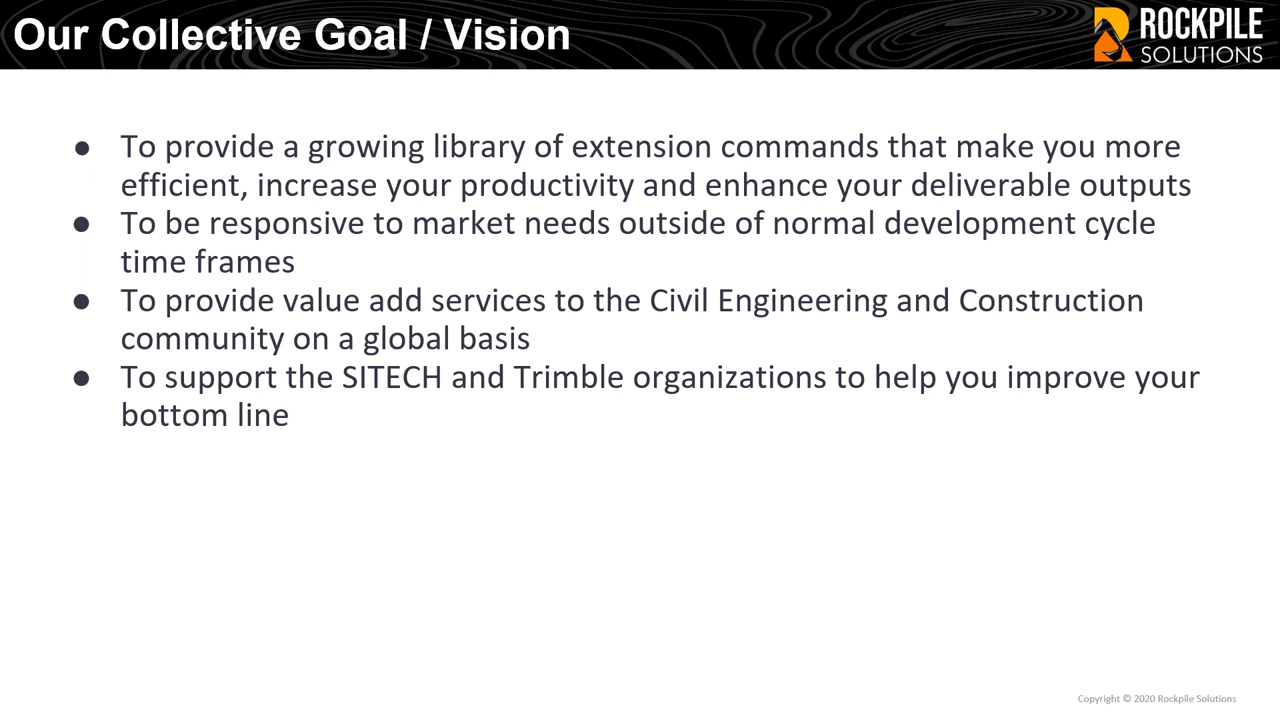 Our Collective Goal / Vision
ROCKPILE
SOLUTIONS
● To provide a growing library of extension commands that make you more
efficient, increase your productivity and enhance your deliverable outputs
● To be responsive to market needs outside of normal development cycle
time frames
● To provide value add services to the Civil Engineering and Construction
community on a global basis
● To support the SITECH and Trimble organizations to help you improve your
bottom line
Copyright © 2020 Rockpile Solutions